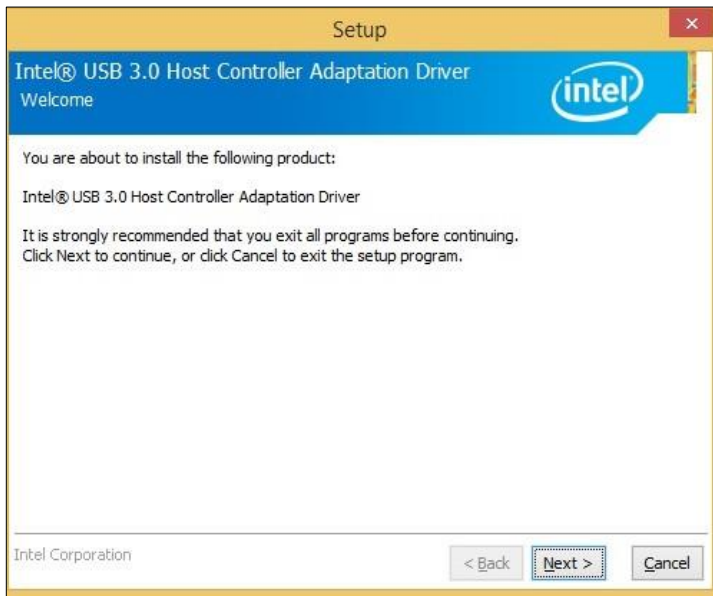 Setup
×
Intel® USB 3.0 Host Controller Adaptation Driver
Welcome
intel
You are about to install the following product:
Intel® USB 3.0 Host Controller Adaptation Driver
It is strongly recommended that you exit all programs before continuing.
Click Next to continue, or click Cancel to exit the setup program.
Intel Corporation
< Back
Next >
Cancel